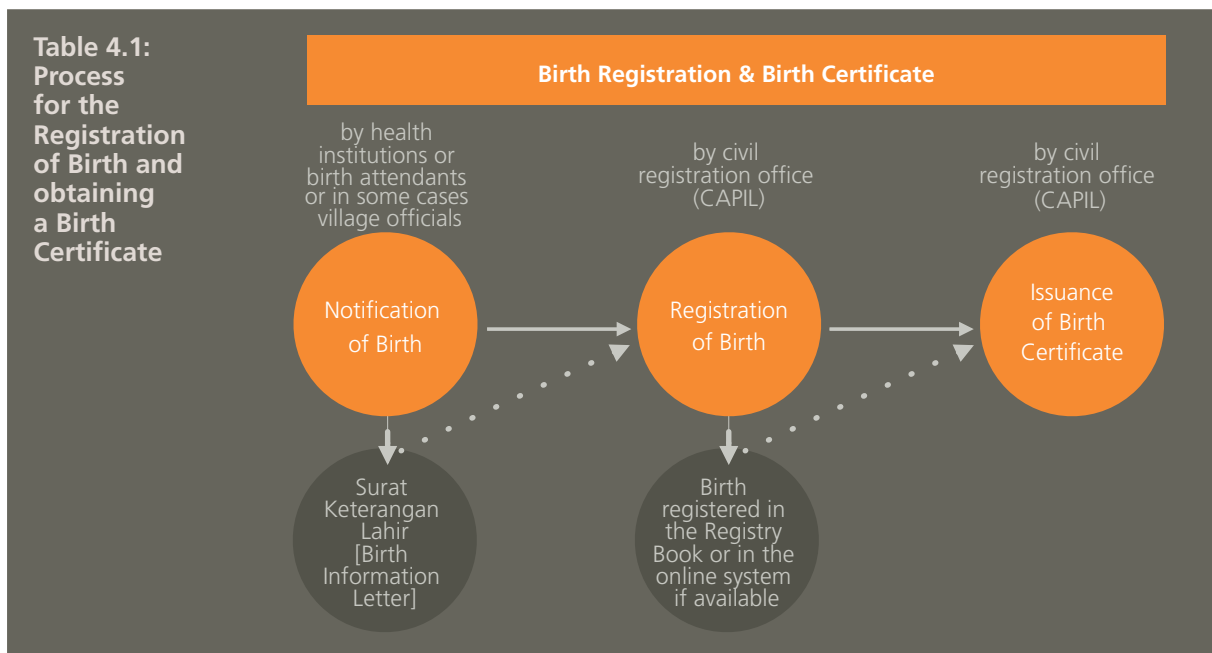 Table 4.1:
Process
for the
Registration
of Birth and
obtaining
a Birth
Certificate
Birth Registration & Birth Certificate
by health
institutions or
birth attendants
or in some cases
village officials
by civil
registration office
(CAPIL)
by civil
registration office
(CAPIL)
Notification
of Birth
Registration
of Birth
Issuance
of Birth
Certificate
Surat
Keterangan
Lahir
[Birth
Information
Letter]
Birth
registered in
the Registry
Book or in the
online system
if available